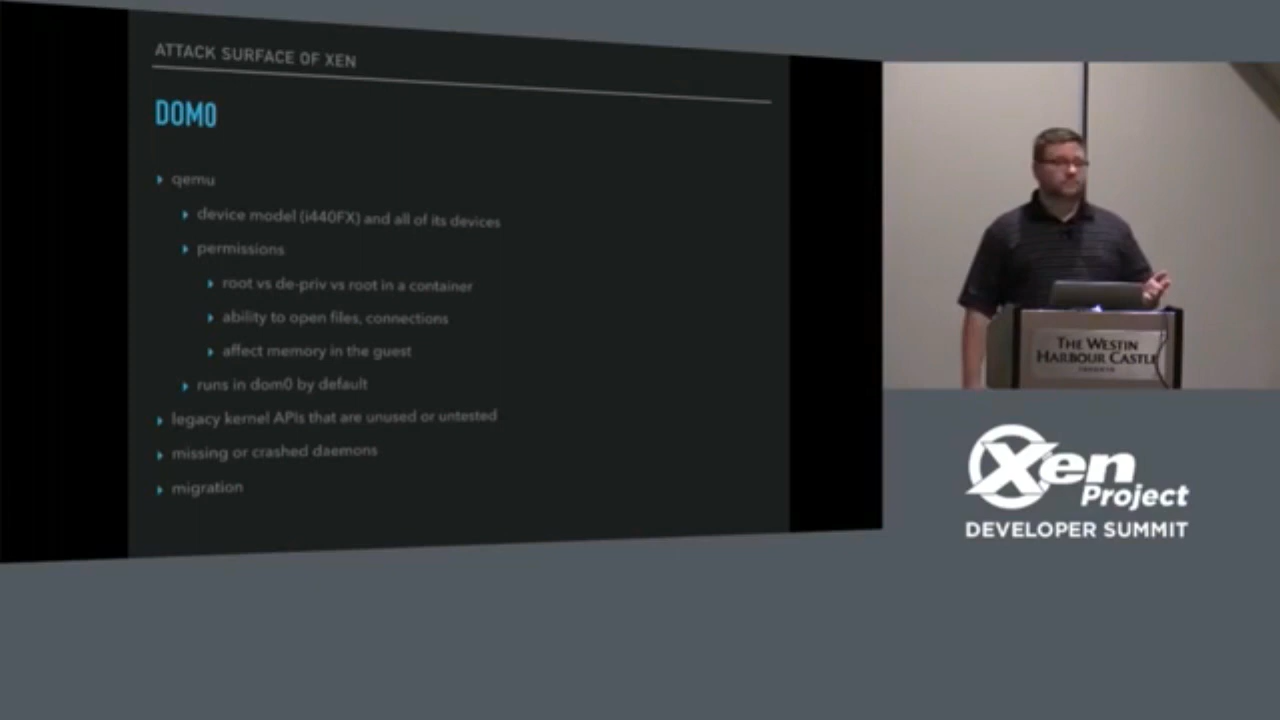 ATTACK SURFACE OF XEN
DOM0
qemu
device model (i440FX) and all of its devices
permissions
root vs de-priv vs root in a container
ability to open files, connections
affect memory in the guest
runs in dom0 by default
legacy kernel APIs that are unused or untested
missing or crashed daemons
migration
THE WESTIN
HARBOUR CASTLE
Xen
Project
DEVELOPER SUMMIT